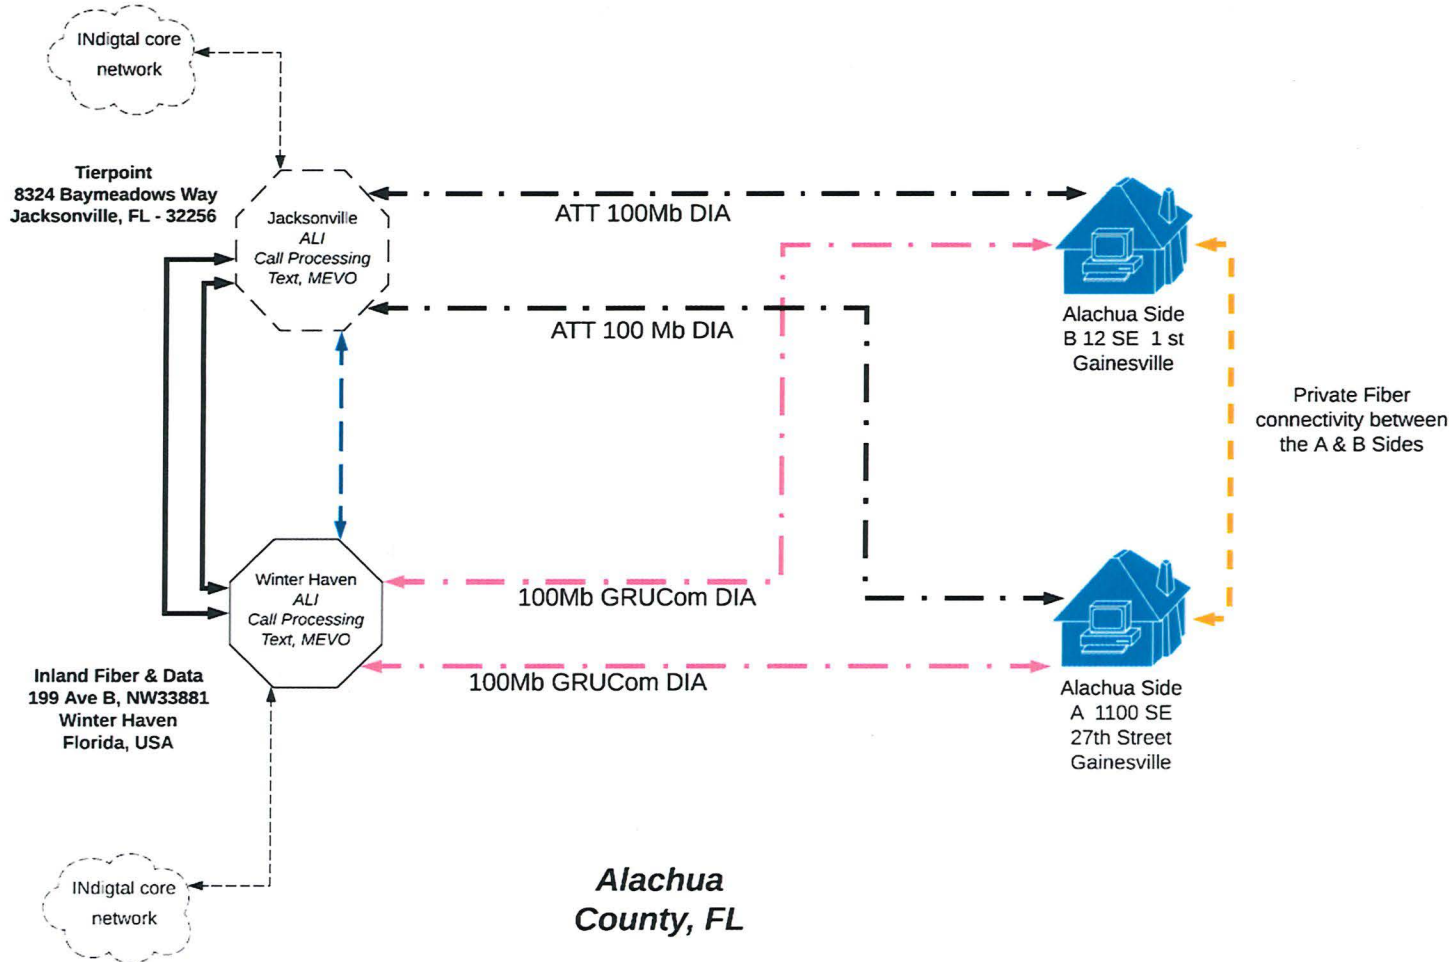 INdigtal core
network
Tierpoint
8324 Baymeadows Way
Jacksonville, FL - 32256
Jacksonville
ALI
Call Processing
Text, MEVO
ATT 100Mb DIA
ATT 100 Mb DIA
Alachua Side
B 12 SE 1 st
Gainesville
Private Fiber
connectivity between
the A & B Sides
Winter Haven
ALI
Call Processing
Text, MEVO
100Mb GRUCom DIA
100Mb GRUCom DIA
Inland Fiber & Data
199 Ave B, NW33881
Winter Haven
Florida, USA
Alachua Side
A 1100 SE
27th Street
Gainesville
INdigtal core
network
Alachua
County, FL